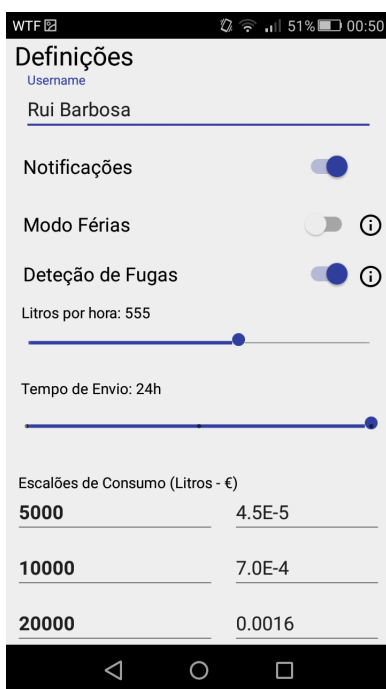 WTF 51% 00:50
Definições
Username
Rui Barbosa
Notificações
Modo Férias
Deteção de Fugas
Litros por hora: 555
Tempo de Envio: 24h
Escalões de Consumo (Litros - €)
5000 4.5E-5
10000 7.0E-4
20000 0.0016